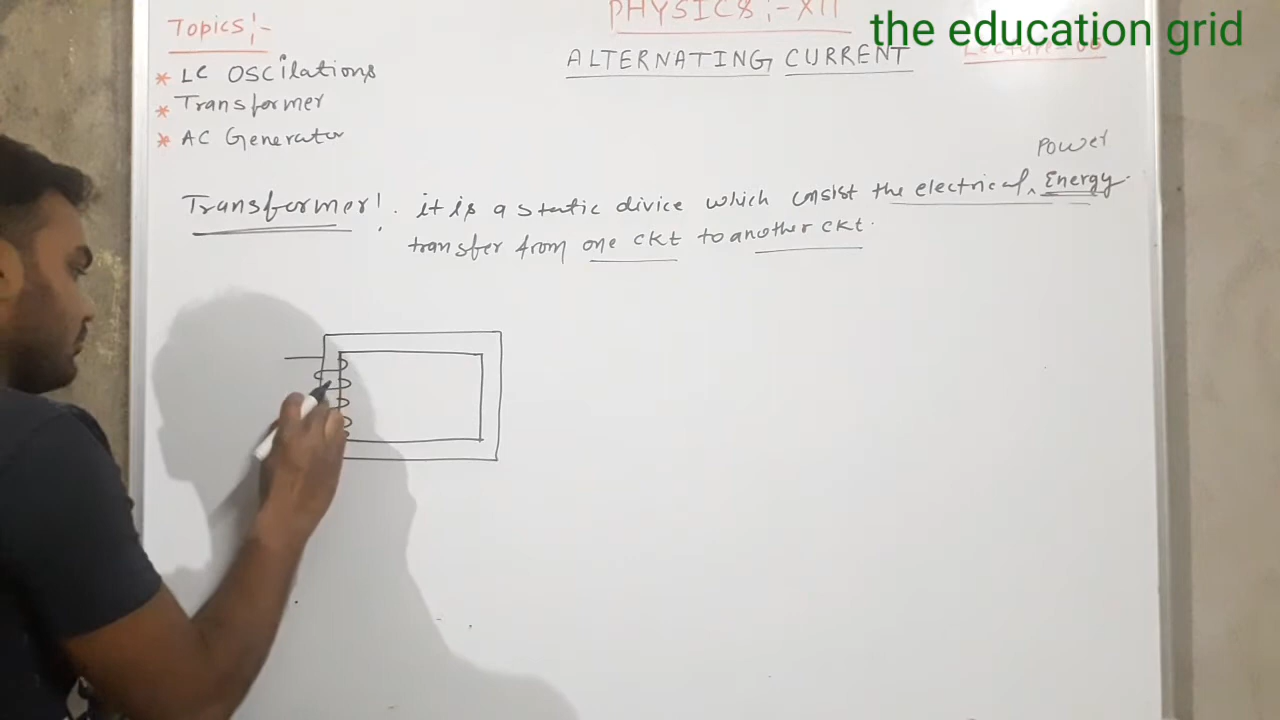 Topics:-
PHYSICS:-XII
the education grid
* LC OSCilations
ALTERNATING CURRENT
* Transformer
* AC Generator
Power
Transformer! . it is a static divice which consist the electrical, Energy.
transfer from one ckt to another ckt.